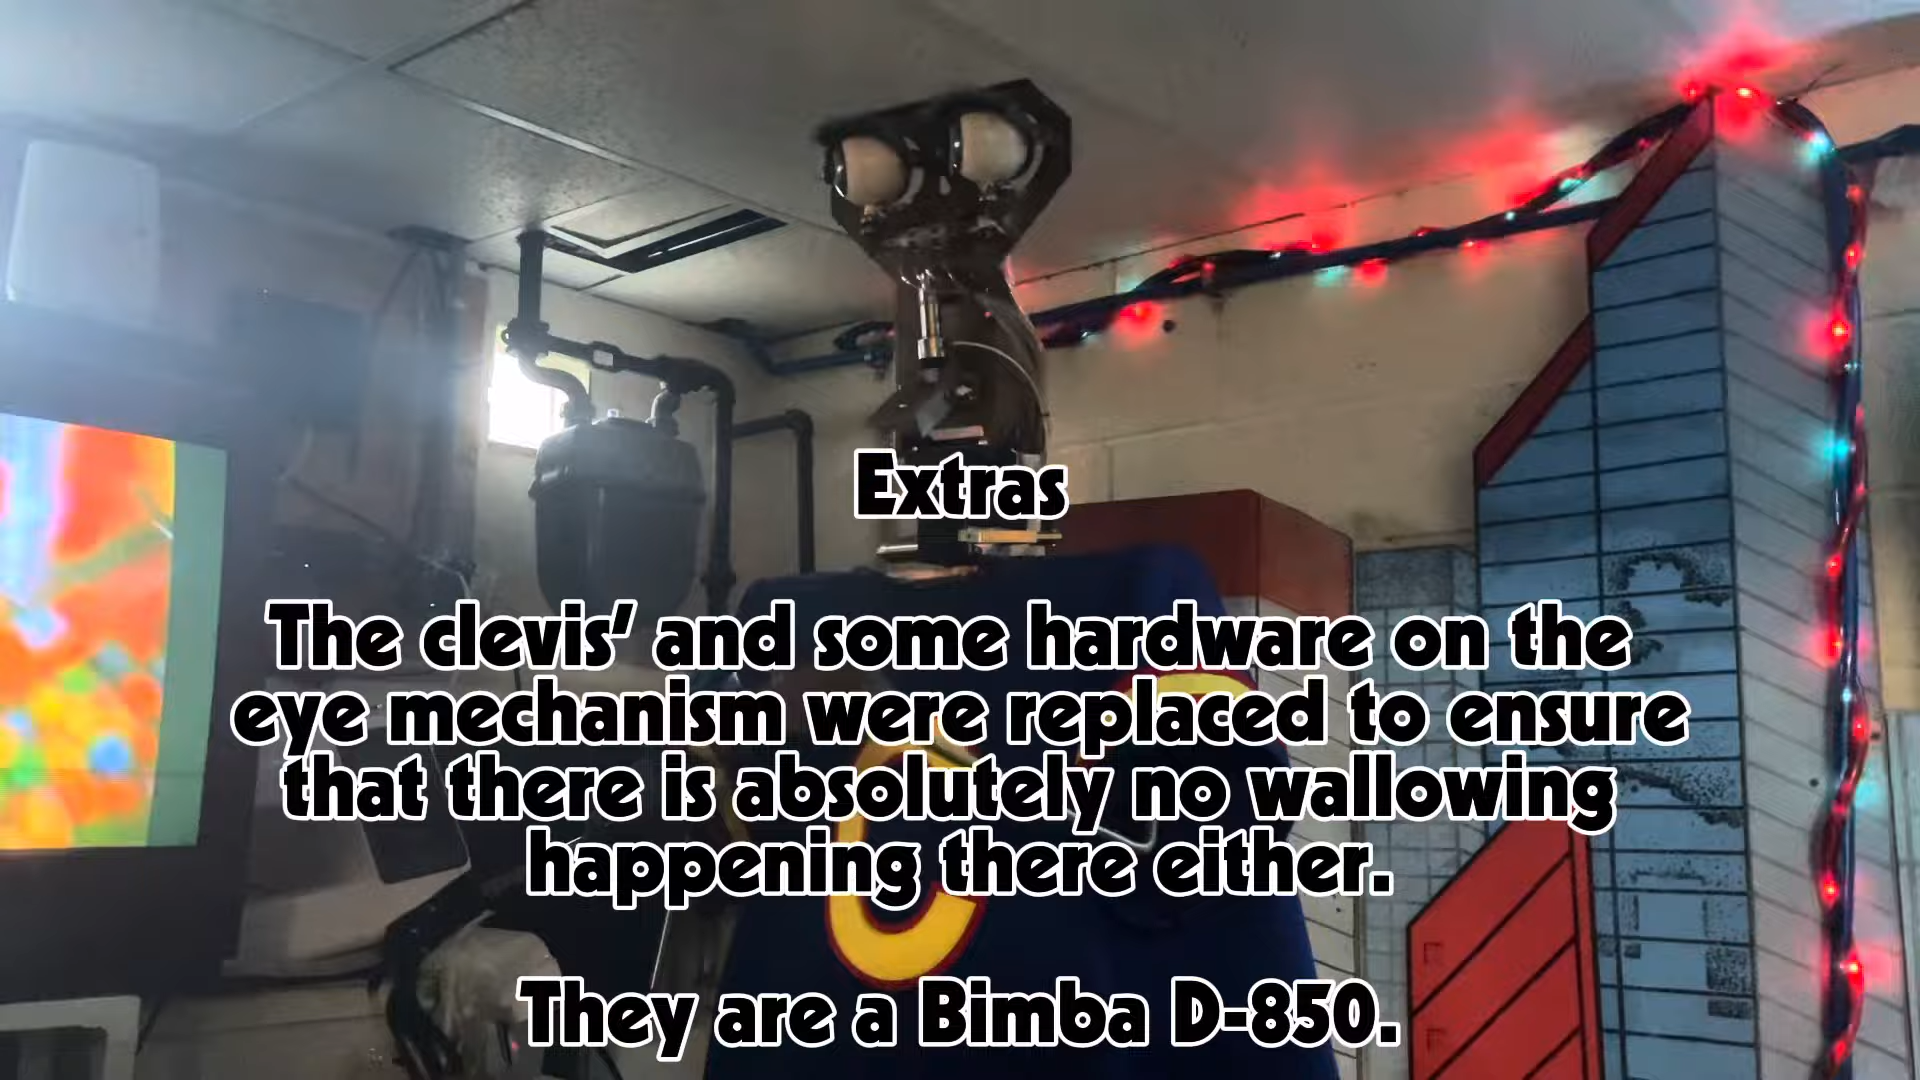 Extras
The clevis' and some hardware on the
eye mechanism were replaced to ensure
that there is absolutely no wallowing
happening there either.
They are a Bimba D-850.